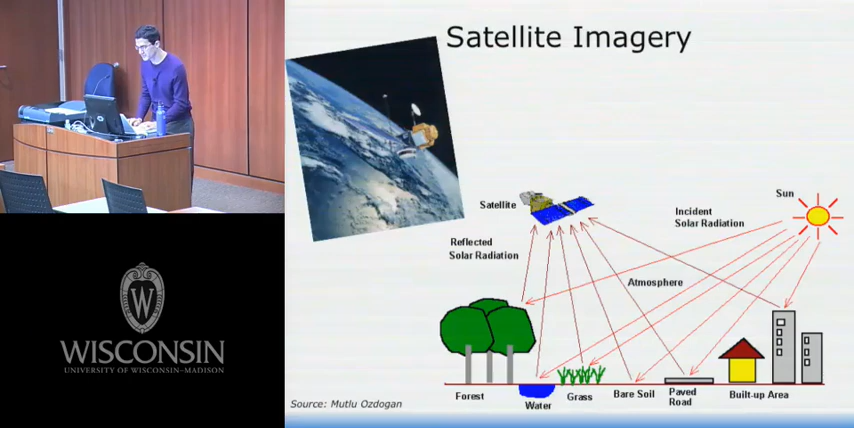 Satellite Imagery
Satellite
Sun
Incident
Solar Radiation
Reflected
Solar Radiation
Atmosphere
Forest
Water
Grass
Bare Soil
Paved
Road
Built-up Area
Source: Mutlu Ozdogan
W
WISCONSIN
UNIVERSITY OF WISCONSIN–MADISON